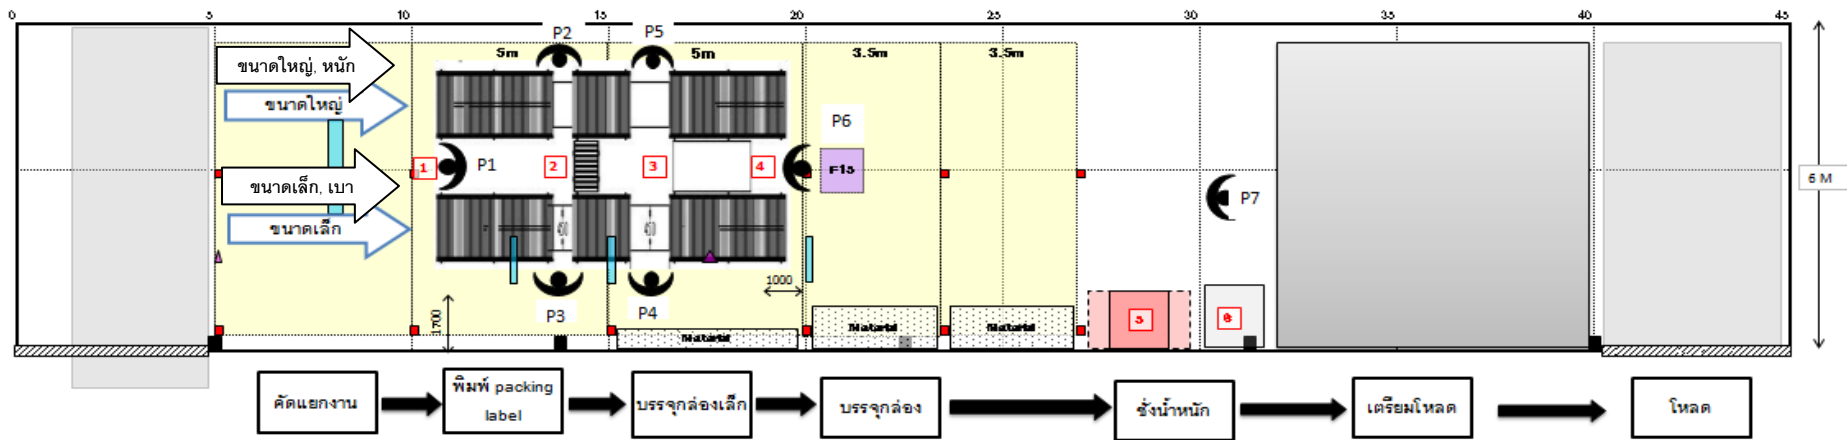 0 5 10 15 20 25 30 35 40 45
P2 P5
5m 5m 3.5m 3.5m
ขนาดใหญ่, หนัก
ขนาดใหญ่
P6
1 P1 2 3 4 F15
ขนาดเล็ก, เบา
6 M
P7
ขนาดเล็ก
450 450
1000
1700
P3 P4
5 6
Material Material
Material
คัดแยกงาน
พิมพ์ packing
label
บรรจุกล่องเล็ก
บรรจุกล่อง
ชั่งน้ำหนัก
เตรียมโหลด
โหลด